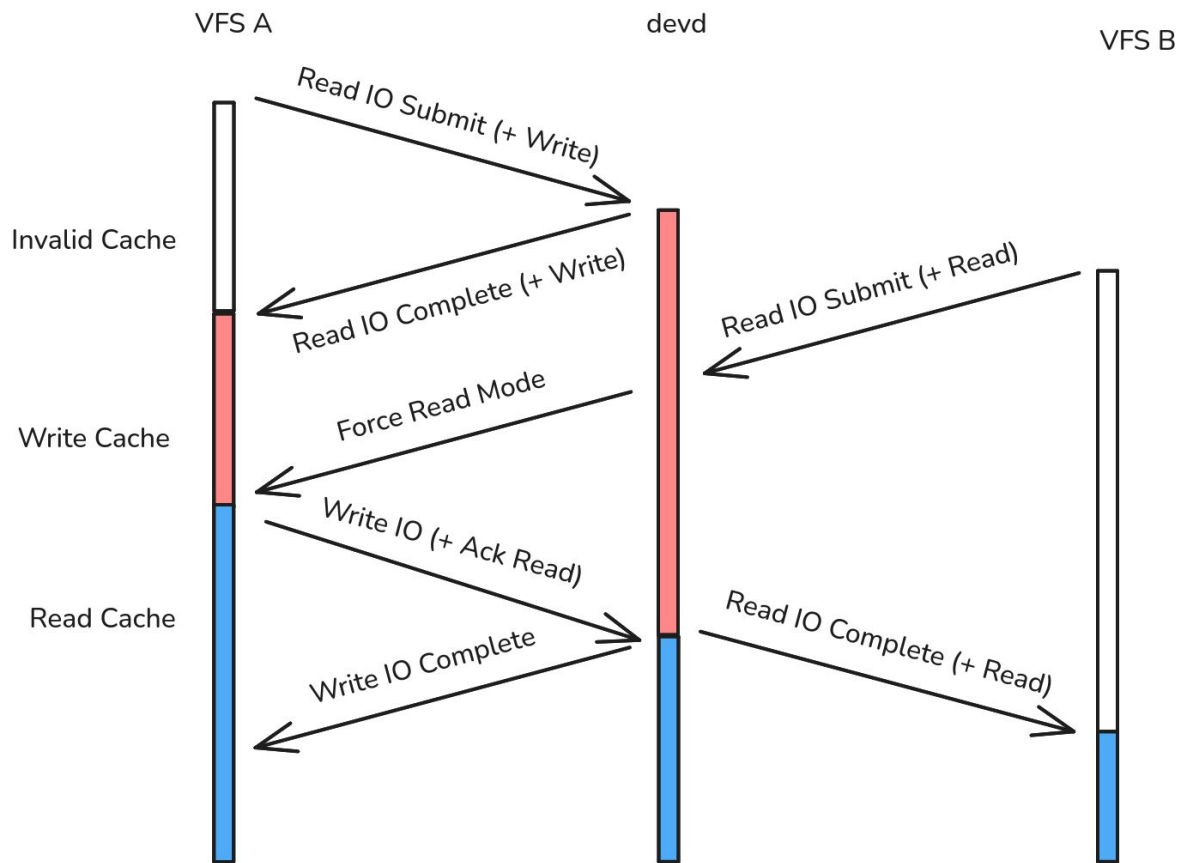 VFS A
devd
VFS B
Read IO Submit (+ Write)
Invalid Cache
Read IO Complete (+ Write)
Read IO Submit (+ Read)
Force Read Mode
Write Cache
Write IO (+ Ack Read)
Read Cache
Read IO Complete (+ Read)
Write IO Complete